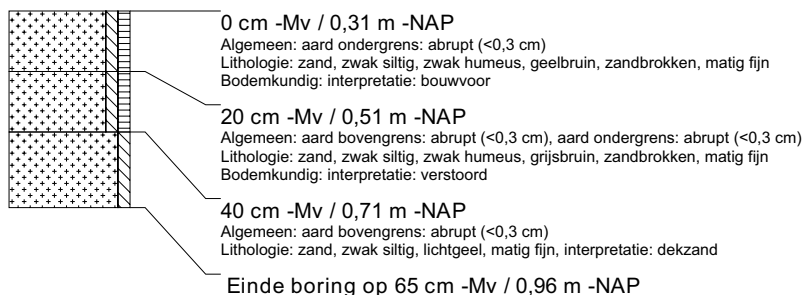 0 cm -Mv / 0,31 m -NAP
Algemeen: aard ondergrens: abrupt (<0,3 cm)
Lithologie: zand, zwak siltig, zwak humeus, geelbruin, zandbrokken, matig fijn
Bodemkundig: interpretatie: bouwvoor
20 cm -Mv / 0,51 m -NAP
Algemeen: aard bovengrens: abrupt (<0,3 cm), aard ondergrens: abrupt (<0,3 cm)
Lithologie: zand, zwak siltig, zwak humeus, grijsbruin, zandbrokken, matig fijn
Bodemkundig: interpretatie: verstoord
40 cm -Mv / 0,71 m -NAP
Algemeen: aard bovengrens: abrupt (<0,3 cm)
Lithologie: zand, zwak siltig, lichtgeel, matig fijn, interpretatie: dekzand
Einde boring op 65 cm -Mv / 0,96 m -NAP